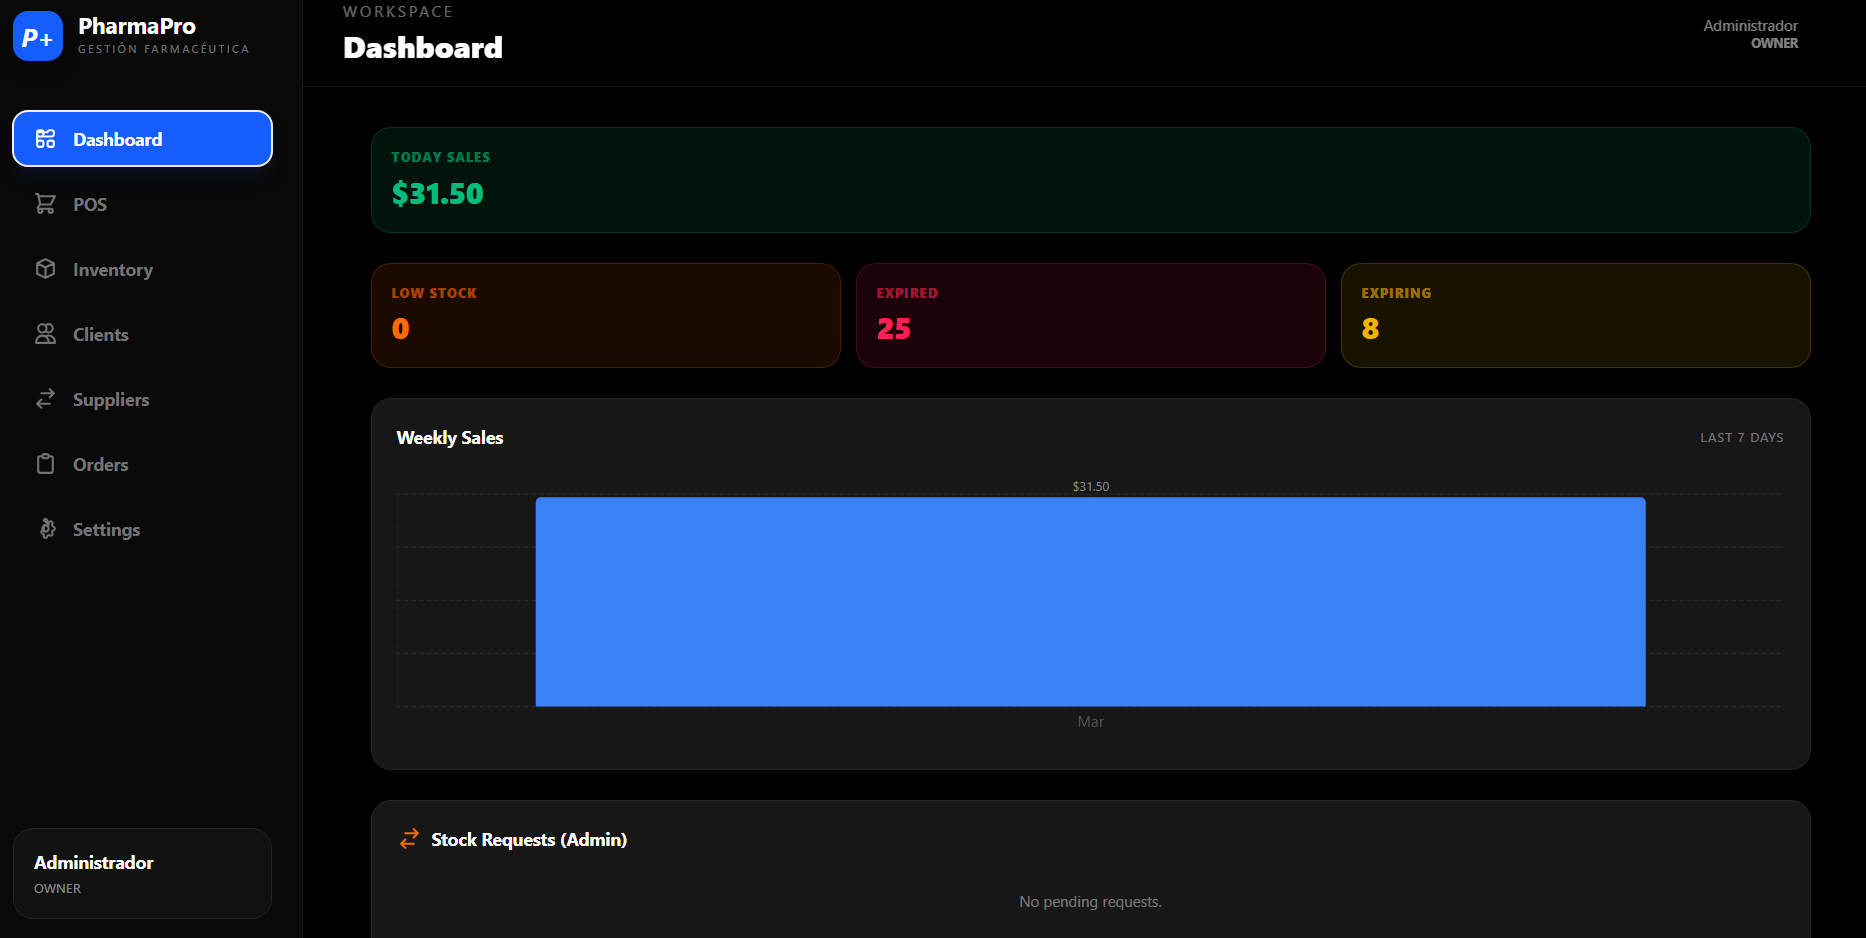 P+
PharmaPro
GESTIÓN FARMACÉUTICA
Dashboard
POS
Inventory
Clients
Suppliers
Orders
Settings
Administrador
OWNER
WORKSPACE
Dashboard
Administrador
OWNER
TODAY SALES
$31.50
LOW STOCK
0
EXPIRED
25
EXPIRING
8
Weekly Sales
LAST 7 DAYS
$31.50
Mar
Stock Requests (Admin)
No pending requests.